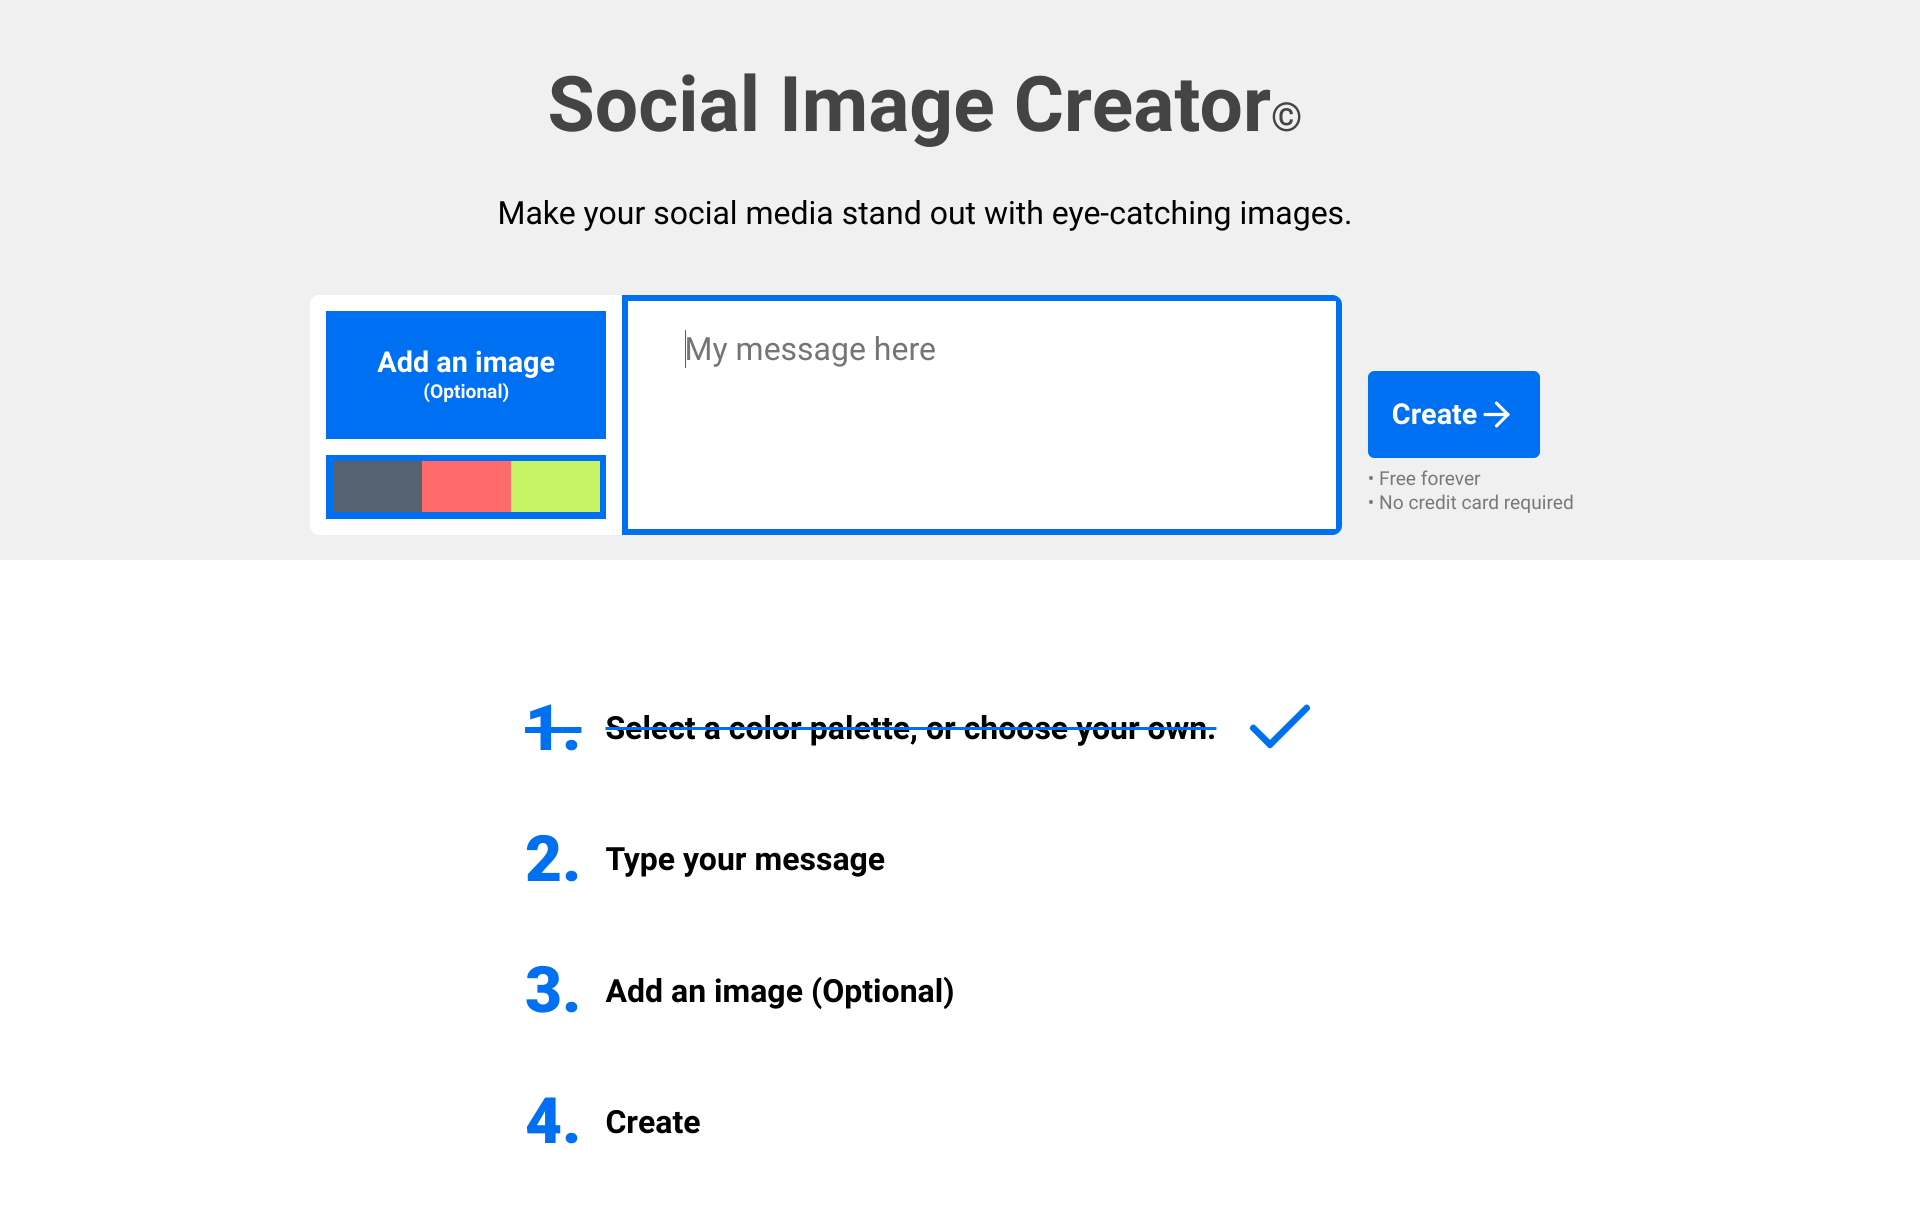 Social Image Creator©
Make your social media stand out with eye-catching images.
Add an image
(Optional)
My message here
Create
• Free forever
• No credit card required
1. Select a color palette, or choose your own.
2. Type your message
3. Add an image (Optional)
4. Create